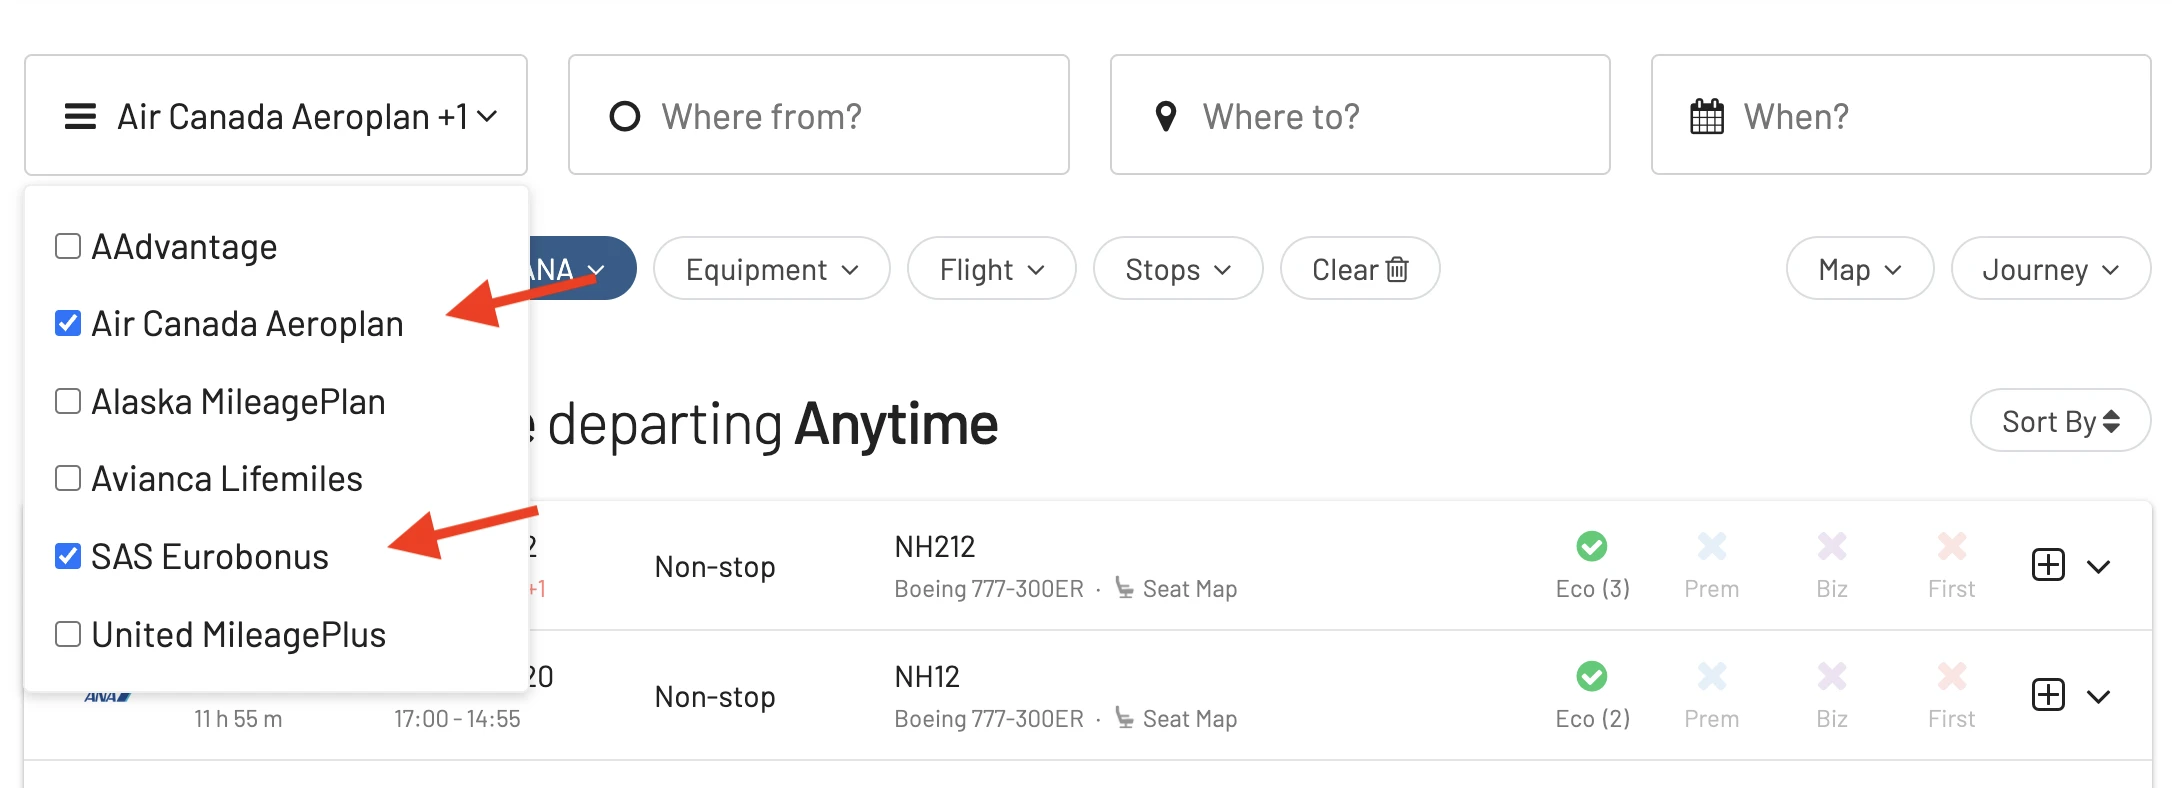 Air Canada Aeroplan +1
Where from?
Where to?
When?
AAdvantage
Air Canada Aeroplan
Alaska MileagePlan
Avianca Lifemiles
SAS Eurobonus
United MileagePlus
ANA
Equipment
Flight
Stops
Clear
Map
Journey
departing Anytime
Sort By
+1
Non-stop
NH212
Boeing 777-300ER · Seat Map
Eco (3)
Prem
Biz
First
ANA
11 h 55 m
20
17:00 - 14:55
Non-stop
NH12
Boeing 777-300ER · Seat Map
Eco (2)
Prem
Biz
First